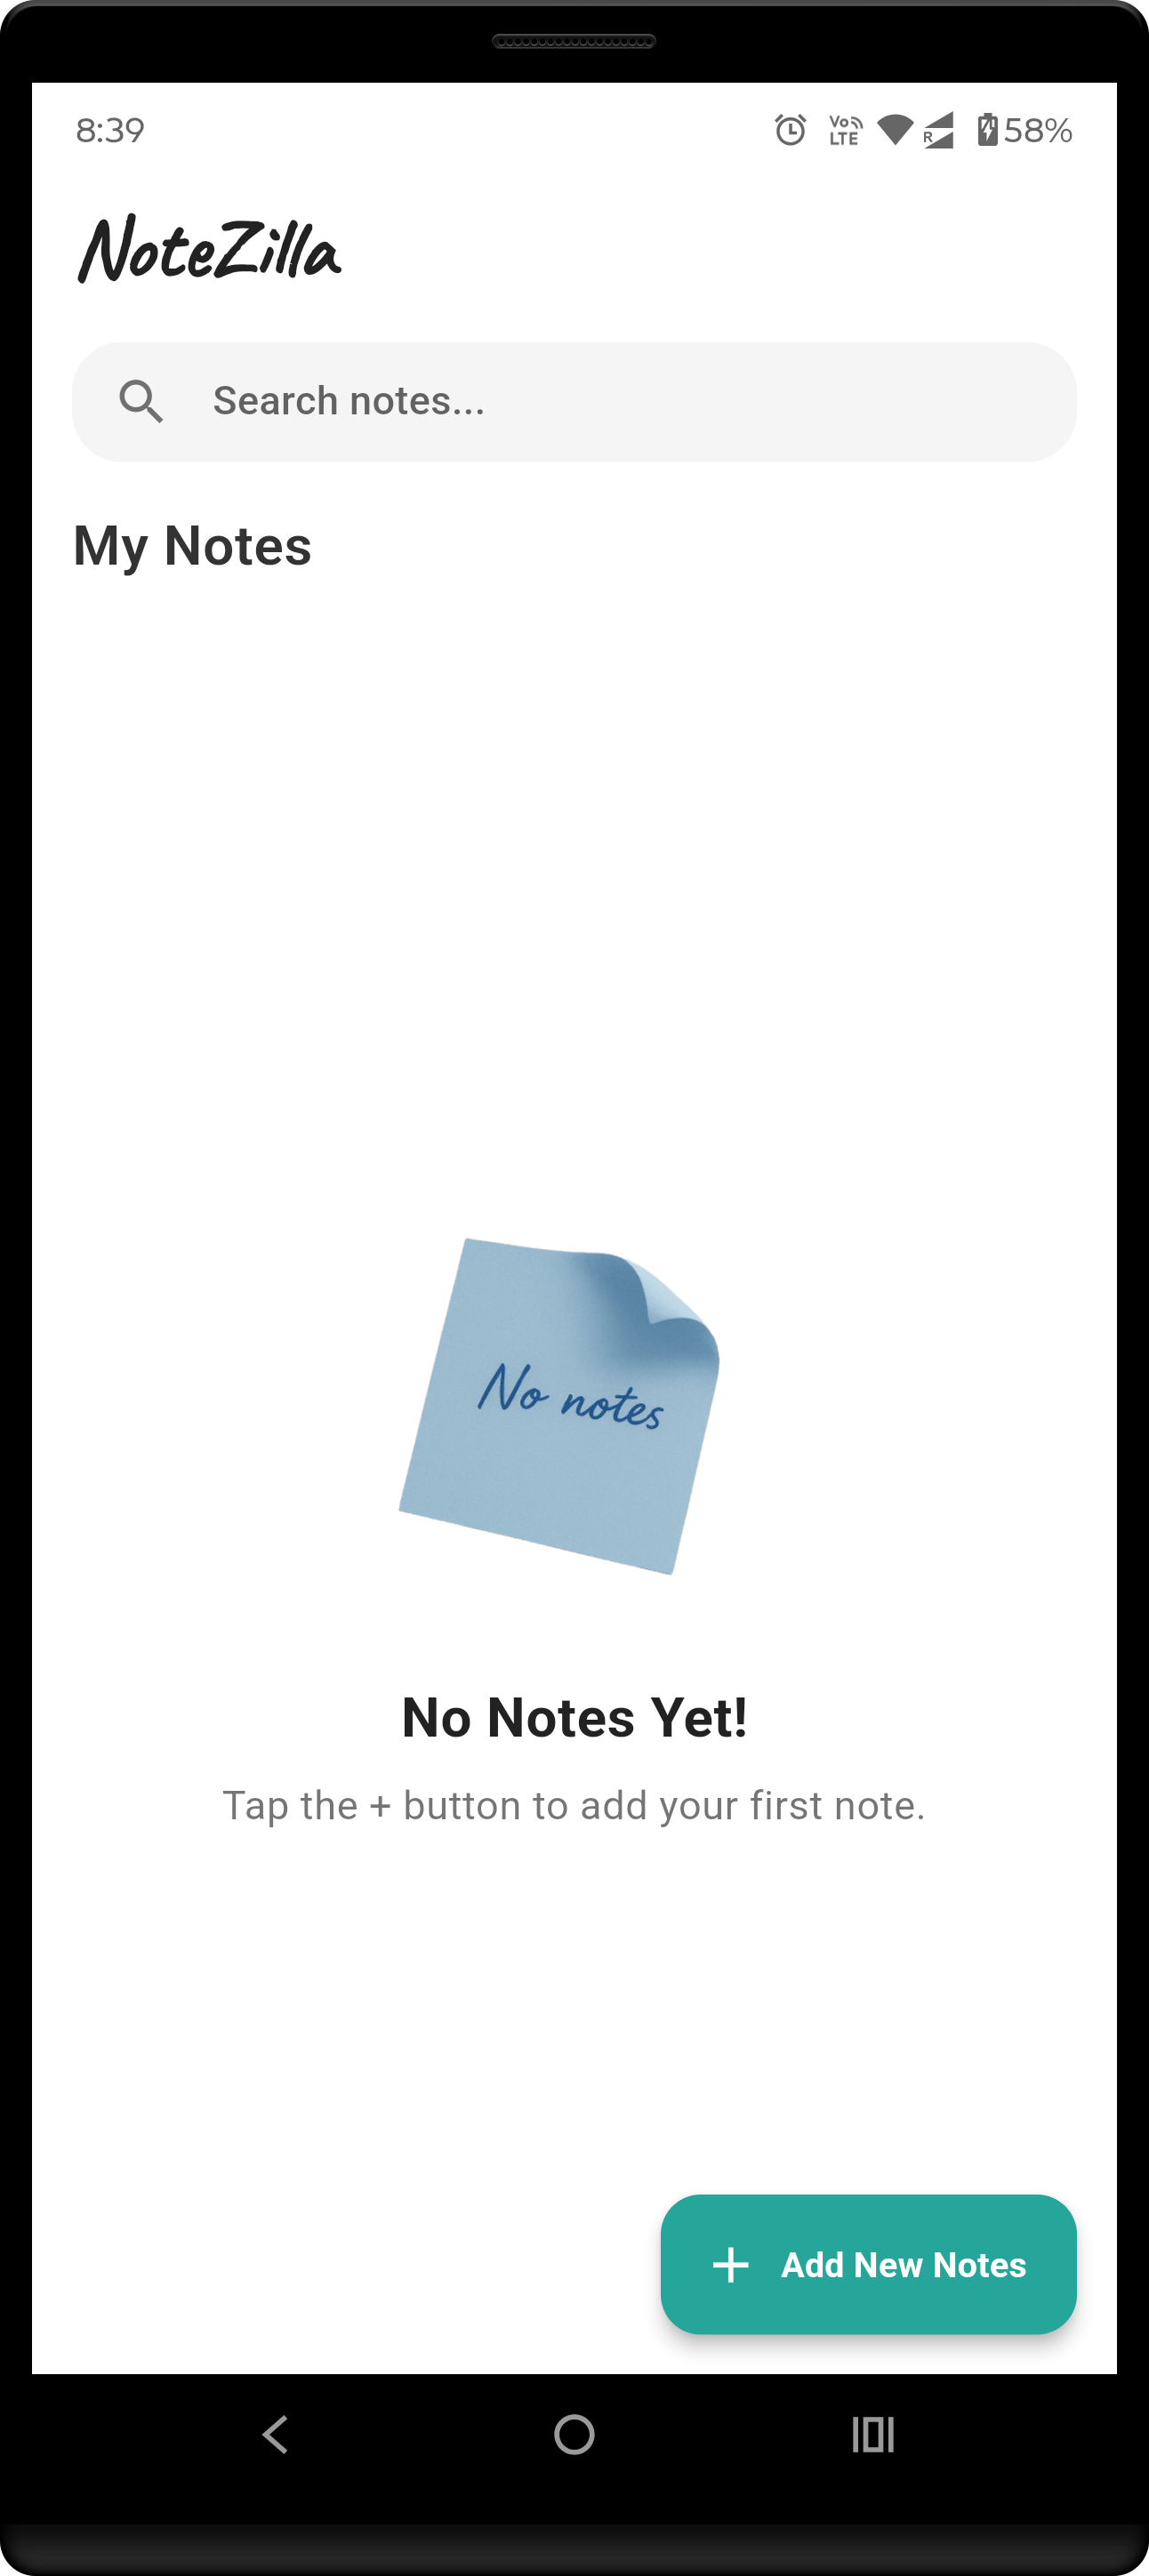 8:39 Vo LTE R 58%
NoteZilla
Search notes...
My Notes
No notes
No Notes Yet!
Tap the + button to add your first note.
+ Add New Notes